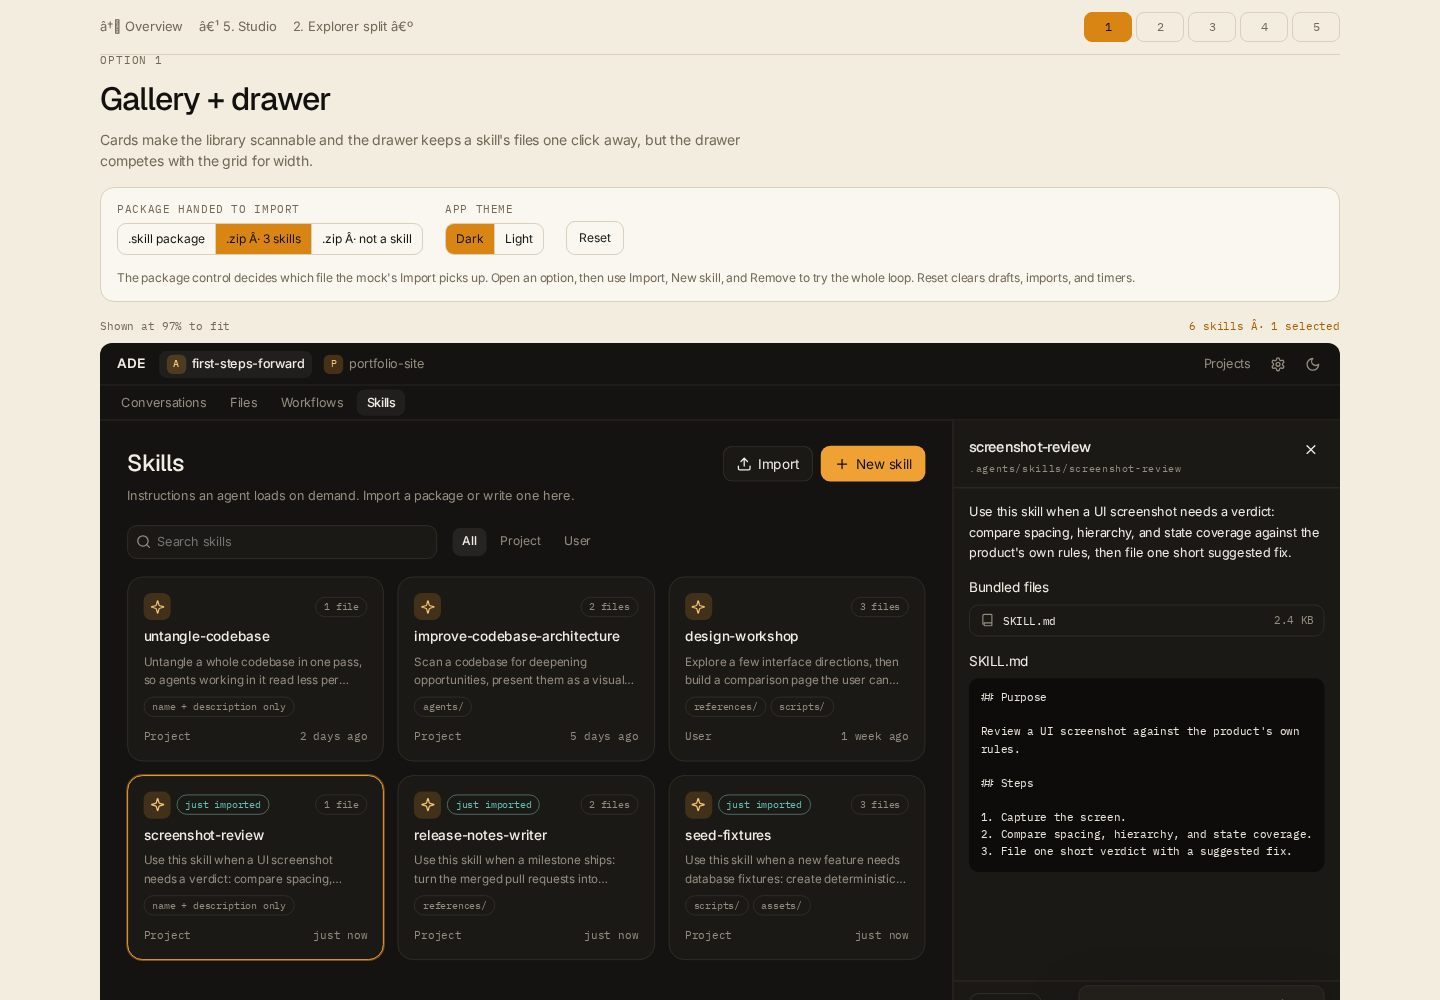 â†� Overview
â€¹ 5. Studio
2. Explorer split â€º
1
2
3
4
5
OPTION 1
Gallery + drawer
Cards make the library scannable and the drawer keeps a skill's files one click away, but the drawer
competes with the grid for width.
PACKAGE HANDED TO IMPORT
APP THEME
.skill package
.zip Â· 3 skills
.zip Â· not a skill
Dark
Light
Reset
The package control decides which file the mock's Import picks up. Open an option, then use Import, New skill, and Remove to try the whole loop. Reset clears drafts, imports, and timers.
Shown at 97% to fit
6 skills Â· 1 selected
ADE
A
first-steps-forward
P
portfolio-site
Projects
Conversations
Files
Workflows
Skills
Skills
Import
New skill
Instructions an agent loads on demand. Import a package or write one here.
Search skills
All
Project
User
1 file
untangle-codebase
Untangle a whole codebase in one pass,
so agents working in it read less per…
name + description only
Project
2 days ago
2 files
improve-codebase-architecture
Scan a codebase for deepening
opportunities, present them as a visual…
agents/
Project
5 days ago
3 files
design-workshop
Explore a few interface directions, then
build a comparison page the user can…
references/
scripts/
User
1 week ago
just imported
1 file
screenshot-review
Use this skill when a UI screenshot
needs a verdict: compare spacing,…
name + description only
Project
just now
just imported
2 files
release-notes-writer
Use this skill when a milestone ships:
turn the merged pull requests into…
references/
Project
just now
just imported
3 files
seed-fixtures
Use this skill when a new feature needs
database fixtures: create deterministic…
scripts/
assets/
Project
just now
screenshot-review
.agents/skills/screenshot-review
Use this skill when a UI screenshot needs a verdict:
compare spacing, hierarchy, and state coverage against the
product's own rules, then file one short suggested fix.
Bundled files
SKILL.md
2.4 KB
SKILL.md
## Purpose
Review a UI screenshot against the product's own
rules.
## Steps
1. Capture the screen.
2. Compare spacing, hierarchy, and state coverage.
3. File one short verdict with a suggested fix.